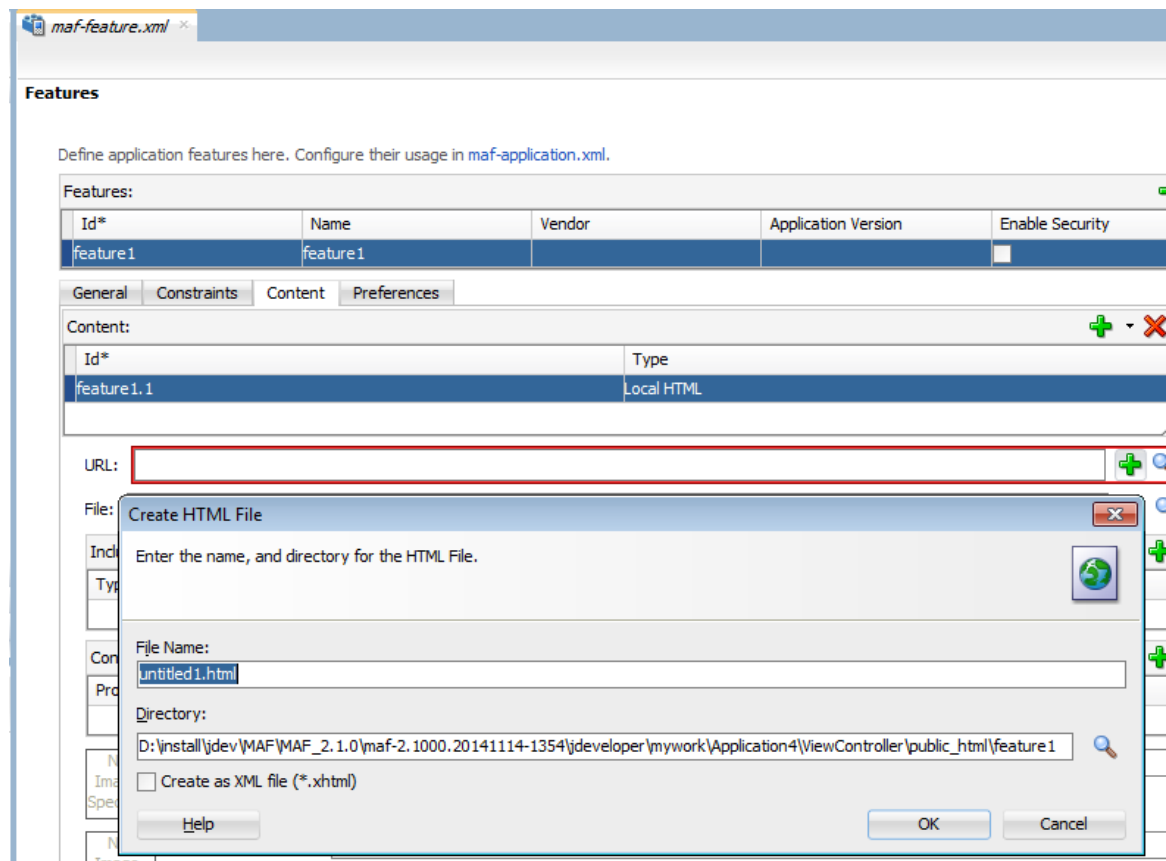 maf-feature.xml
Features
Define application features here. Configure their usage in maf-application.xml.
Features:
Id* Name Vendor Application Version Enable Security
feature1 feature1
General Constraints Content Preferences
Content:
Id* Type
feature1.1 Local HTML
URL:
File:
Create HTML File
Enter the name, and directory for the HTML File.
File Name:
untitled1.html
Directory:
D:\install\jdev\MAF\MAF_2.1.0\maf-2.1000.20141114-1354\jdeveloper\mywork\Application4\ViewController\public_html\feature1
Create as XML file (*.xhtml)
Help OK Cancel